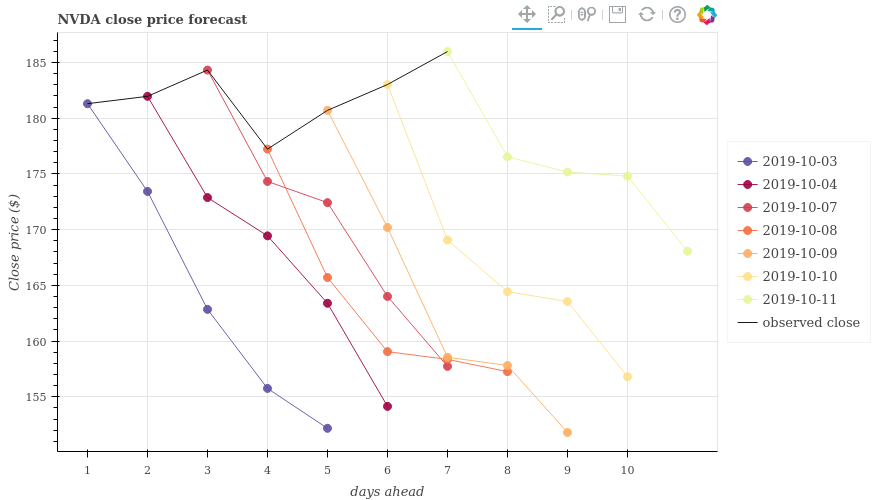 NVDA close price forecast
185
180
175
170
165
160
155
Close price ($)
1 2 3 4 5 6 7 8 9 10
days ahead
2019-10-03
2019-10-04
2019-10-07
2019-10-08
2019-10-09
2019-10-10
2019-10-11
observed close